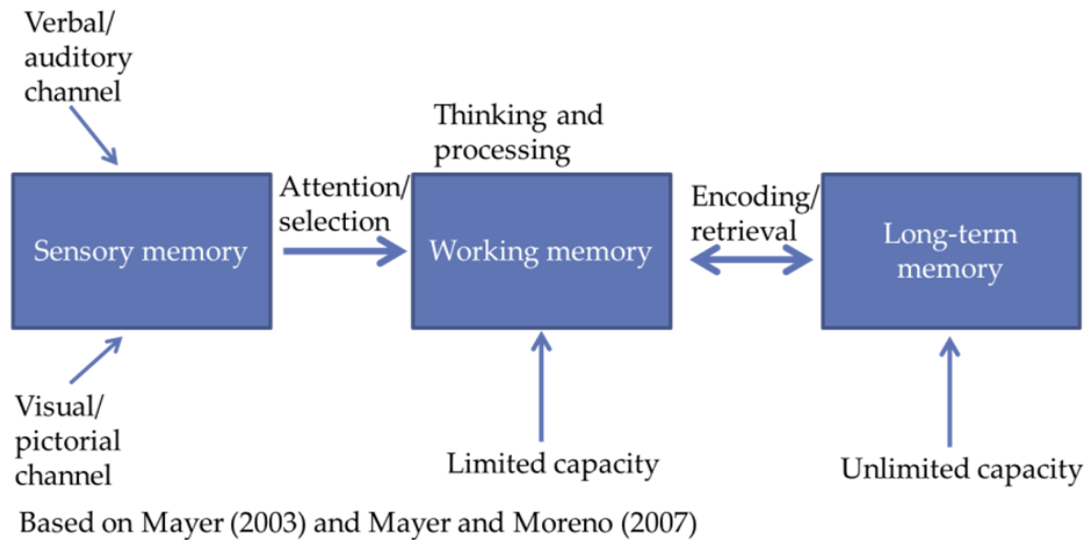 Verbal/
auditory
channel
Thinking and
processing
Attention/
selection
Encoding/
retrieval
Sensory memory
Working memory
Long-term
memory
Visual/
pictorial
channel
Limited capacity
Unlimited capacity
Based on Mayer (2003) and Mayer and Moreno (2007)